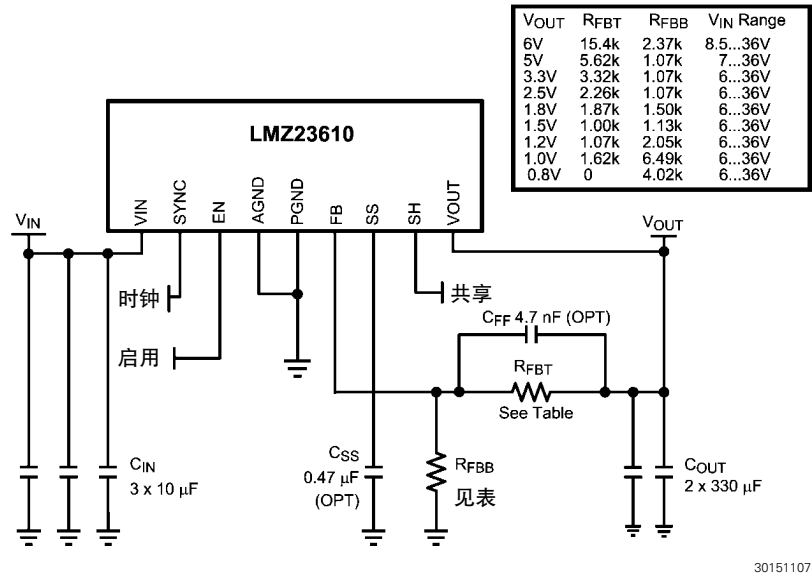 VOUT RFBT RFBB VIN Range
6V 15.4k 2.37k 8.5...36V
5V 5.62k 1.07k 7...36V
3.3V 3.32k 1.07k 6...36V
2.5V 2.26k 1.07k 6...36V
1.8V 1.87k 1.50k 6...36V
1.5V 1.00k 1.13k 6...36V
1.2V 1.07k 2.05k 6...36V
1.0V 1.62k 6.49k 6...36V
0.8V 0 4.02k 6...36V
LMZ23610
VIN SYNC EN AGND PGND FB SS SH VOUT
VIN
VOUT
时钟
共享
启用
CFF 4.7 nF (OPT)
RFBT
See Table
CIN
3 x 10 μF
CSS
0.47 μF
(OPT)
RFBB
见表
COUT
2 x 330 μF
30151107